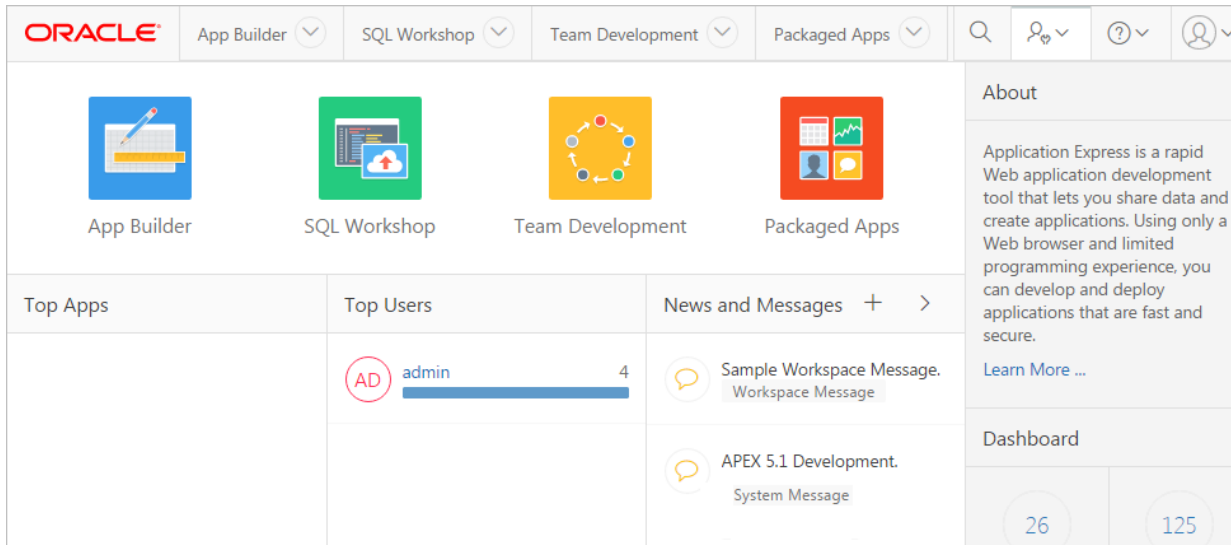 ORACLE
App Builder
SQL Workshop
Team Development
Packaged Apps
App Builder
SQL Workshop
Team Development
Packaged Apps
Top Apps
Top Users
AD
admin
4
News and Messages
Sample Workspace Message.
Workspace Message
APEX 5.1 Development.
System Message
About
Application Express is a rapid
Web application development
tool that lets you share data and
create applications. Using only a
Web browser and limited
programming experience, you
can develop and deploy
applications that are fast and
secure.
Learn More ...
Dashboard
26
125